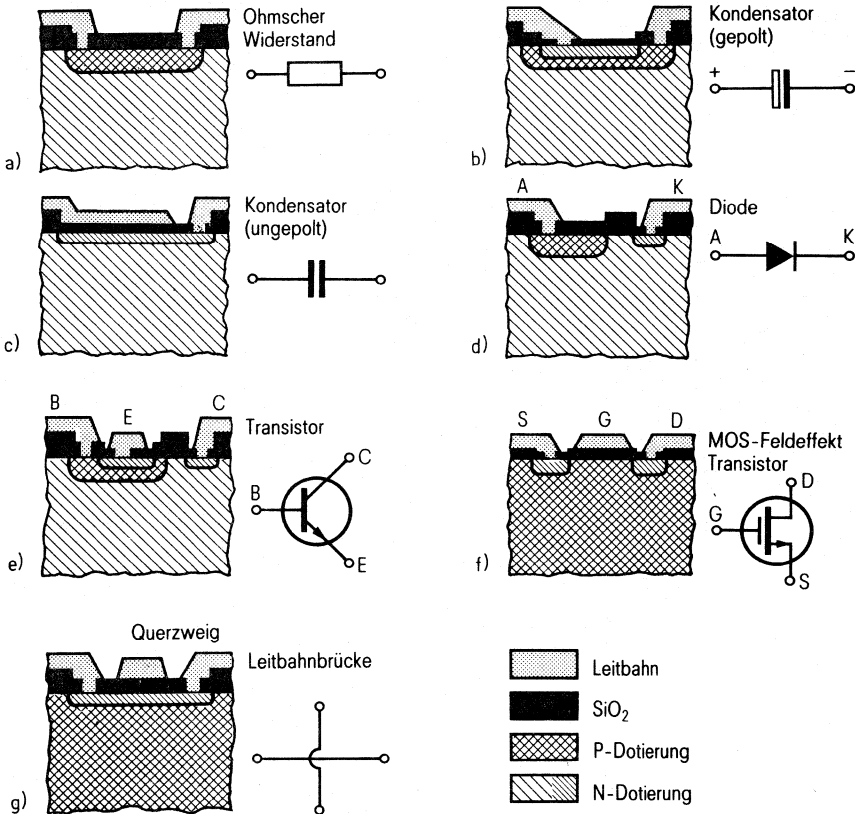 Ohmscher
Widerstand
a)
Kondensator
(gepolt)
+ −
b)
Kondensator
(ungepolt)
c)
A K
Diode
A K
d)
B E C
Transistor
C
B
E
e)
S G D
MOS-Feldeffekt
Transistor
D
G
S
f)
Querzweig
Leitbahnbrücke
g)
Leitbahn
SiO₂
P-Dotierung
N-Dotierung